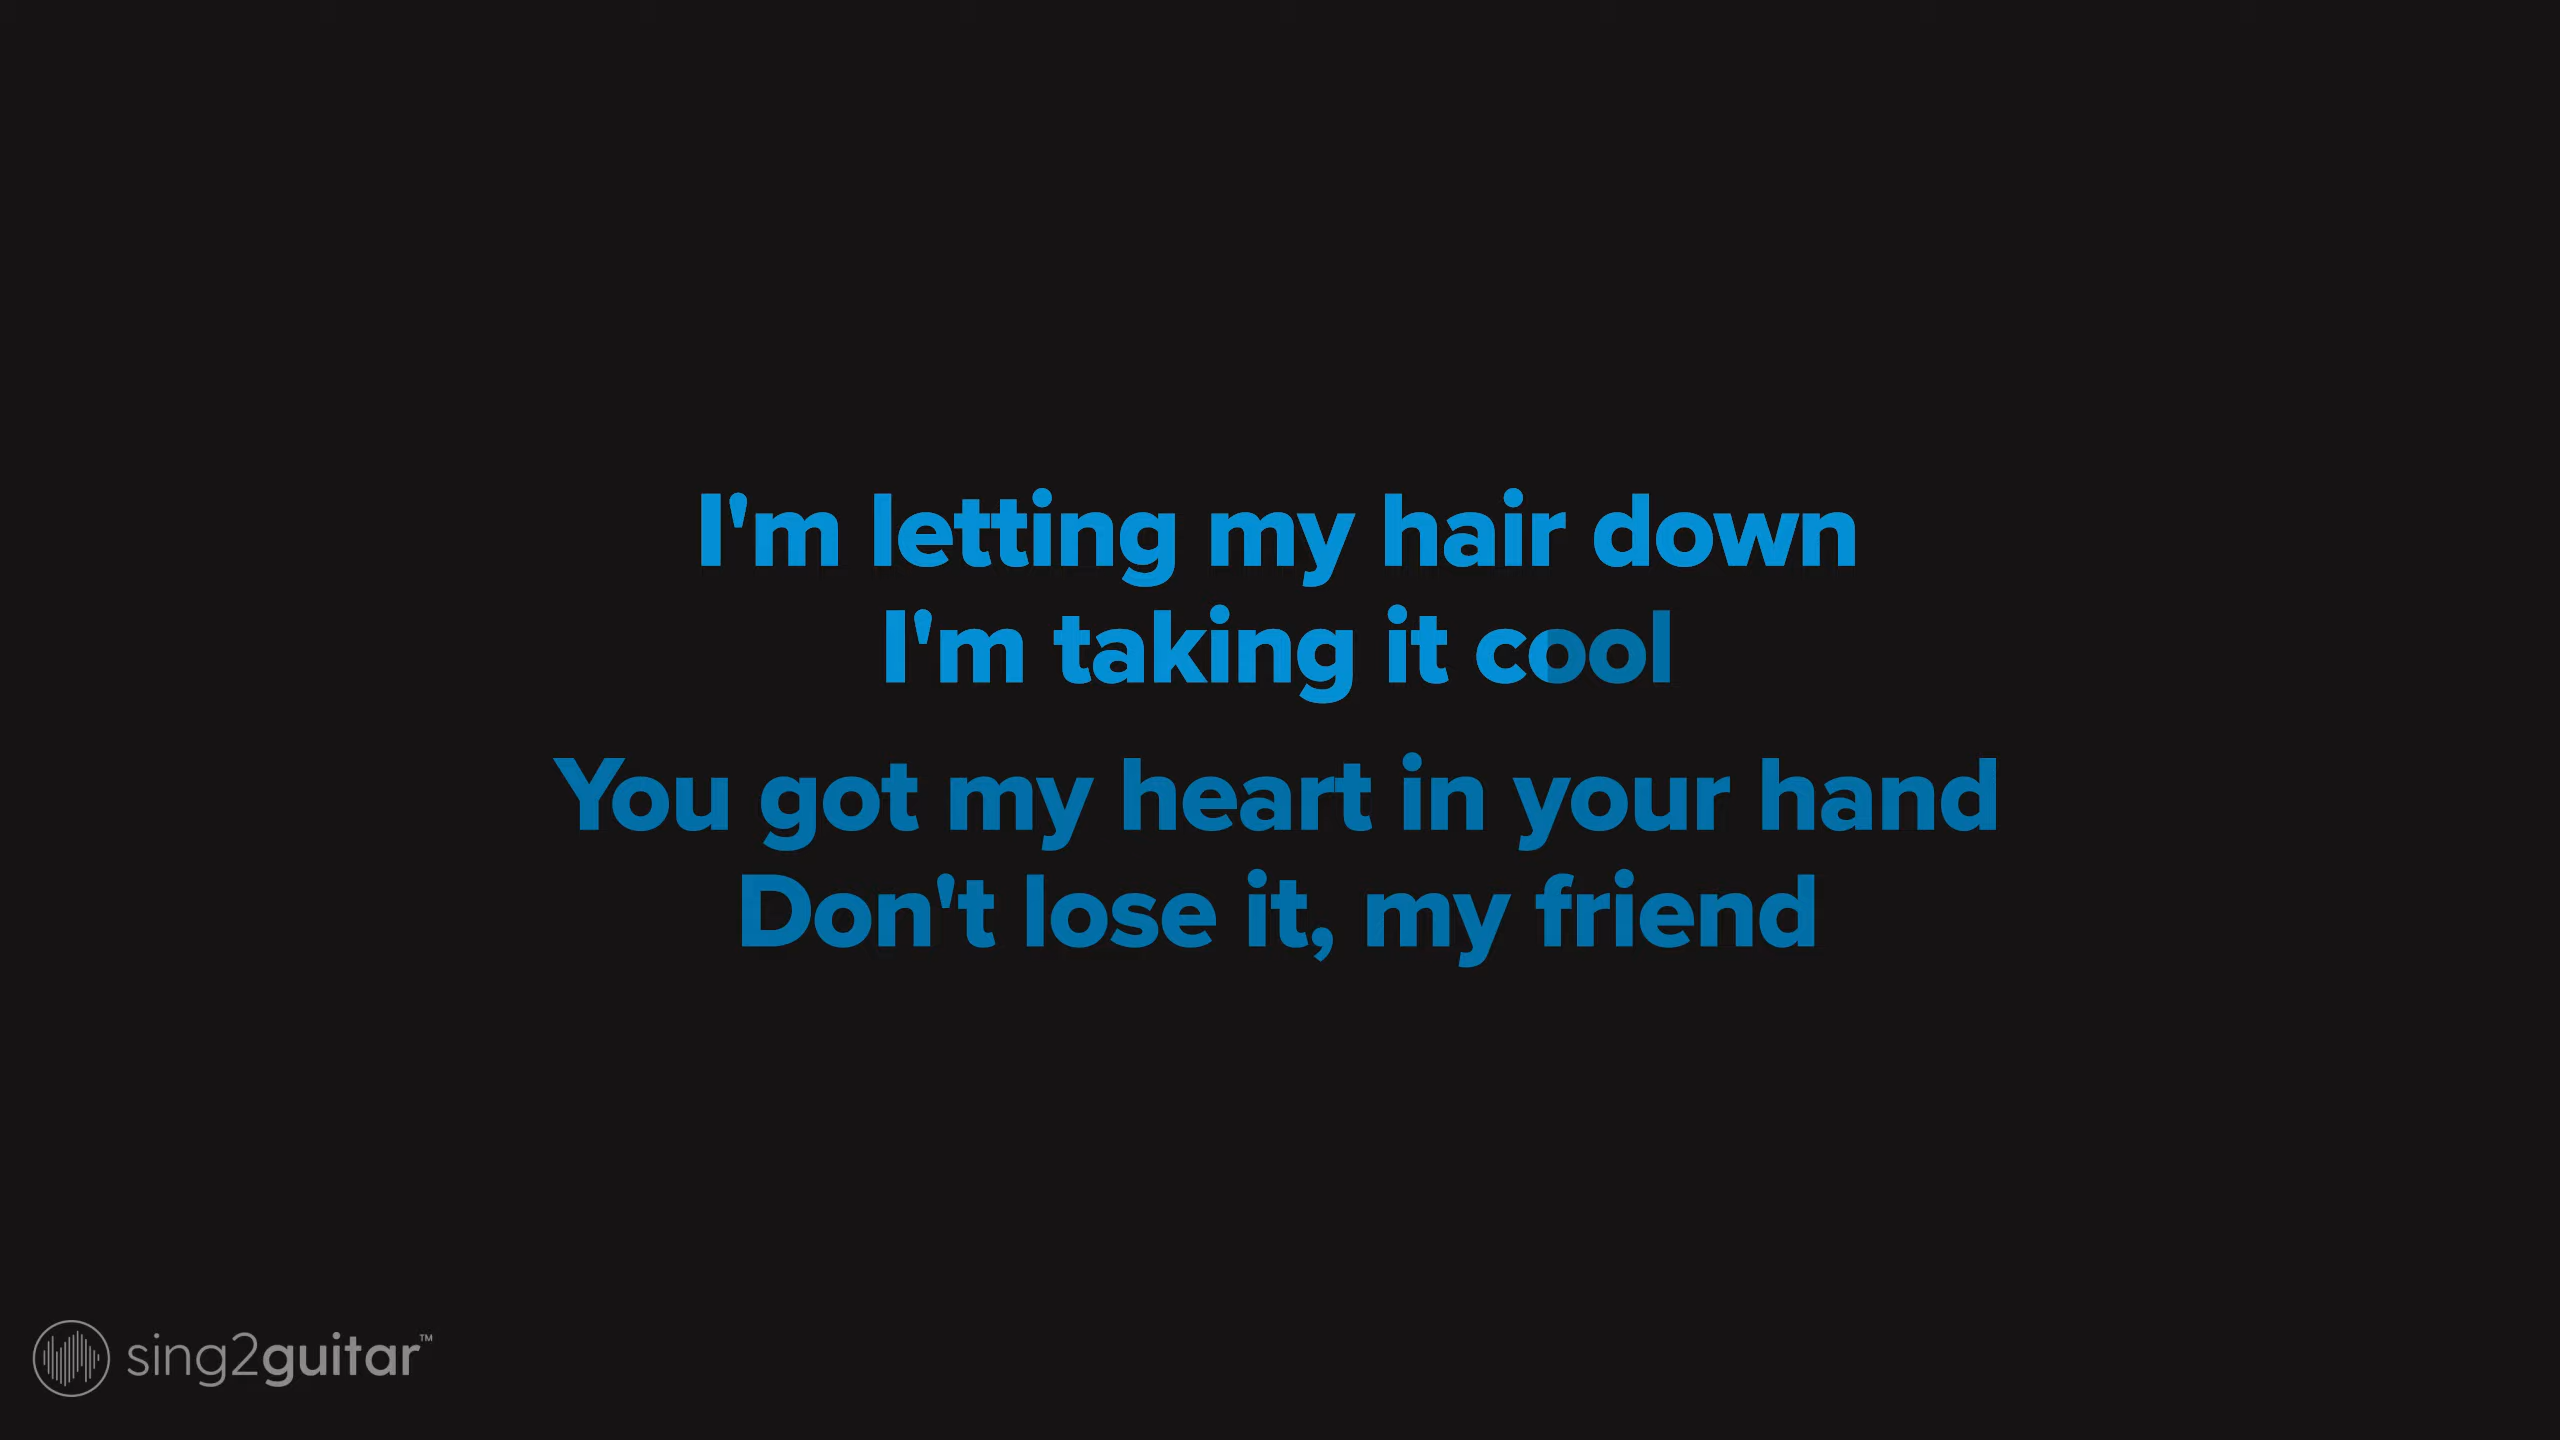 I'm letting my hair down
I'm taking it cool
You got my heart in your hand
Don't lose it, my friend
sing2guitar™